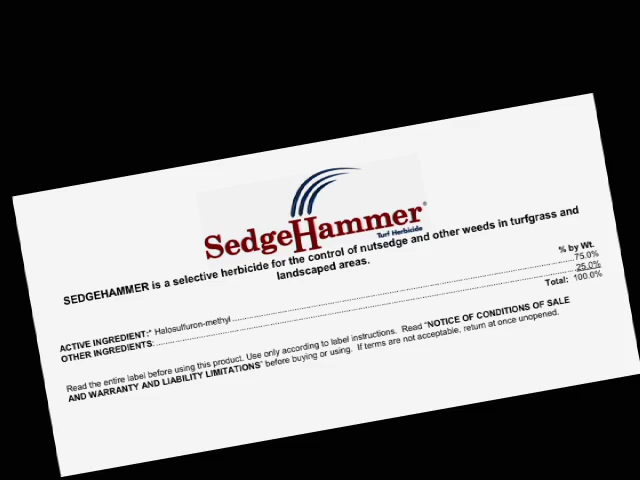 SedgeHammer®
Turf Herbicide
SEDGEHAMMER is a selective herbicide for the control of nutsedge and other weeds in turfgrass and
landscaped areas.
% by Wt.
ACTIVE INGREDIENT:* Halosulfuron-methyl..........................................................................75.0%
OTHER INGREDIENTS:..........................................................................25.0%
Total: 100.0%
Read the entire label before using this product. Use only according to label instructions. Read "NOTICE OF CONDITIONS OF SALE
AND WARRANTY AND LIABILITY LIMITATIONS" before buying or using. If terms are not acceptable, return at once unopened.